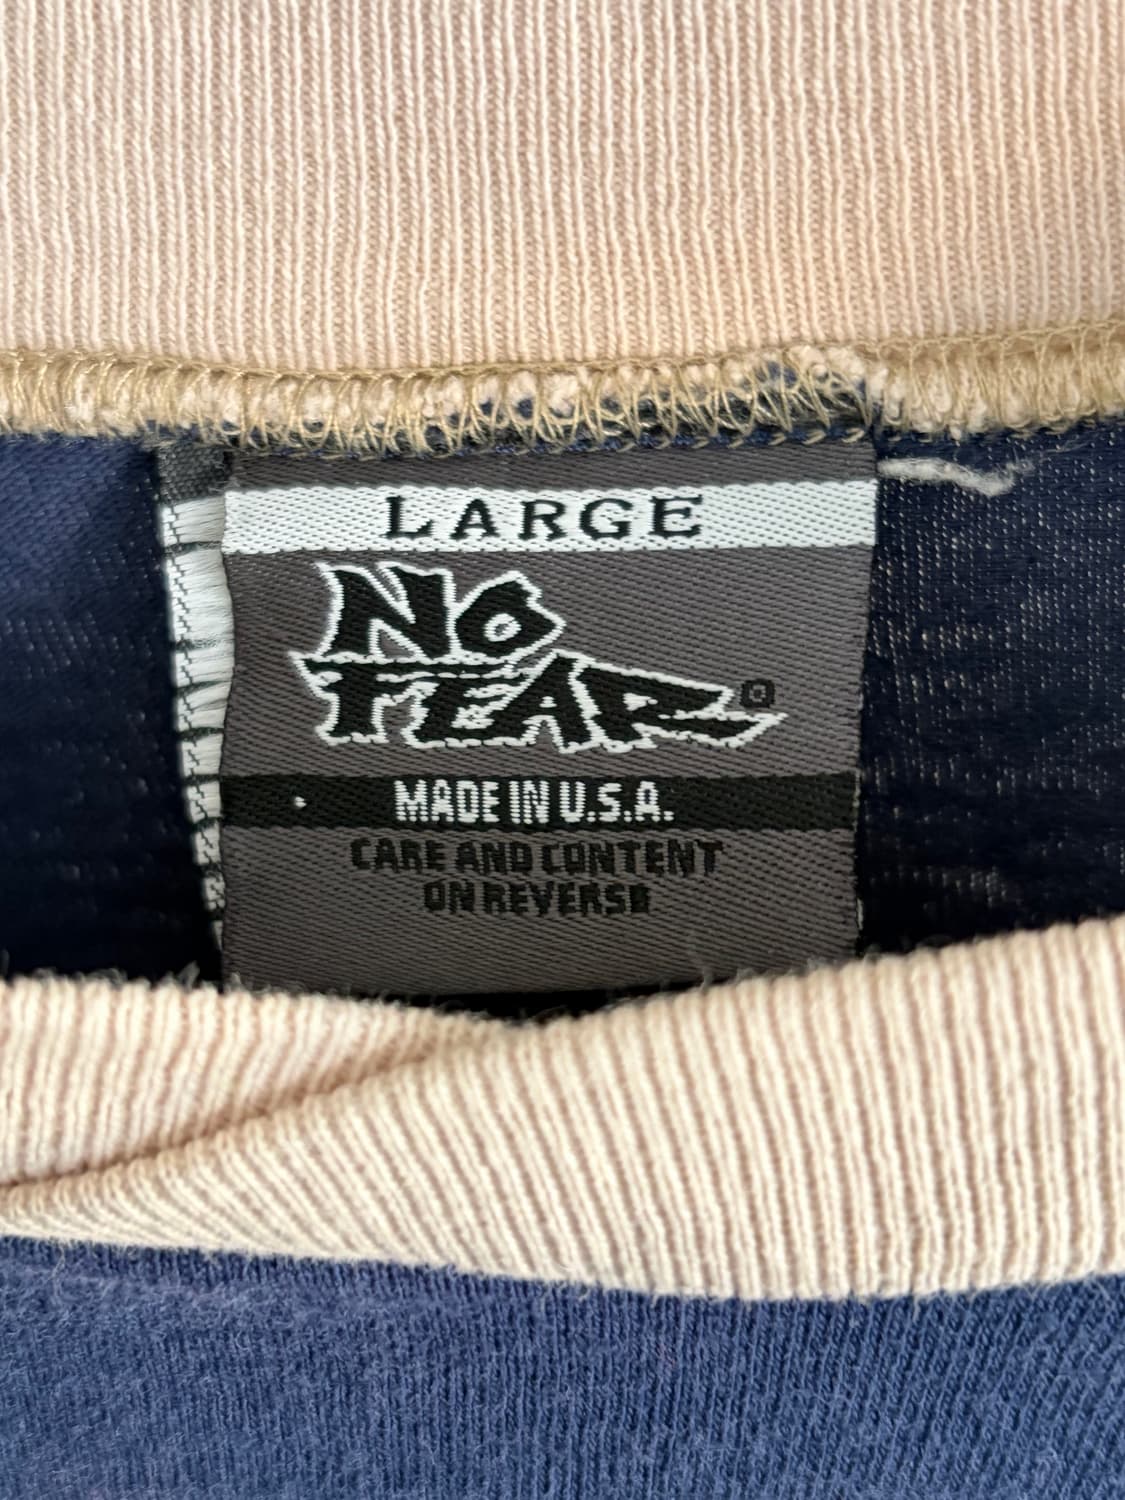 LARGE
NO
FEAR®
MADE IN U.S.A.
CARE AND CONTENT
ON REVERSE